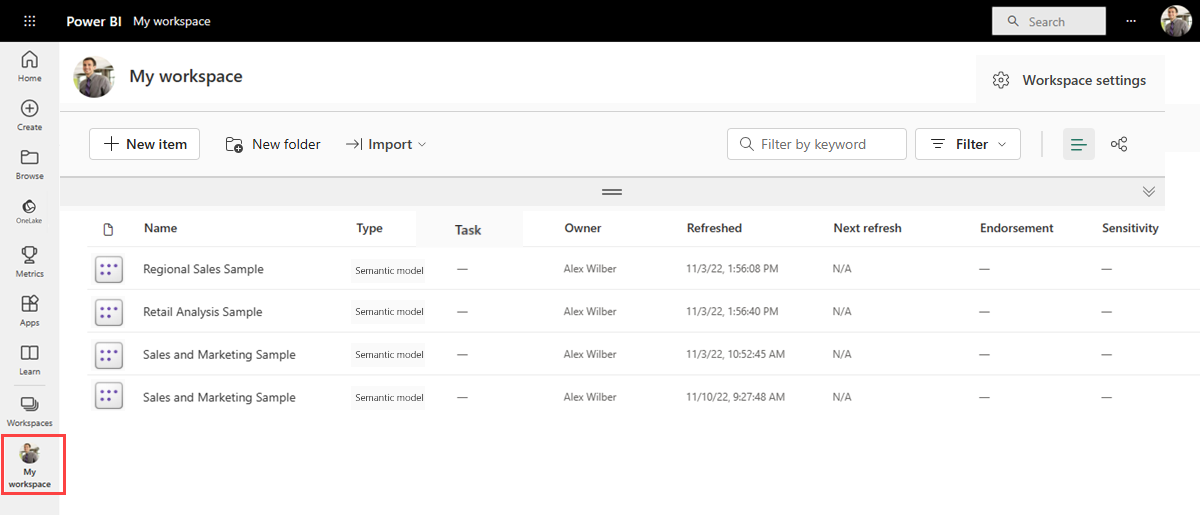 Power BI My workspace Search ...
Home
Create
Browse
OneLake
Metrics
Apps
Learn
Workspaces
My
workspace
My workspace
Workspace settings
New item New folder Import Filter by keyword Filter
Name Type Task Owner Refreshed Next refresh Endorsement Sensitivity
Regional Sales Sample Semantic model — Alex Wilber 11/3/22, 1:56:08 PM N/A — —
Retail Analysis Sample Semantic model — Alex Wilber 11/3/22, 1:56:40 PM N/A — —
Sales and Marketing Sample Semantic model — Alex Wilber 11/3/22, 10:52:45 AM N/A — —
Sales and Marketing Sample Semantic model — Alex Wilber 11/10/22, 9:27:48 AM N/A — —